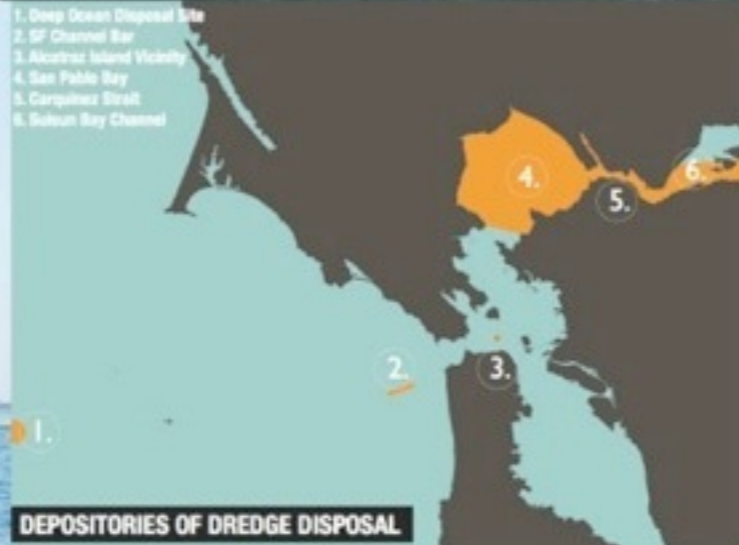 1. Deep Ocean Disposal Site
2. SF Channel Bar
3. Alcatraz Island Vicinity
4. San Pablo Bay
5. Carquinez Strait
6. Suisun Bay Channel
4.
6.
5.
2.
3.
1.
DEPOSITORIES OF DREDGE DISPOSAL